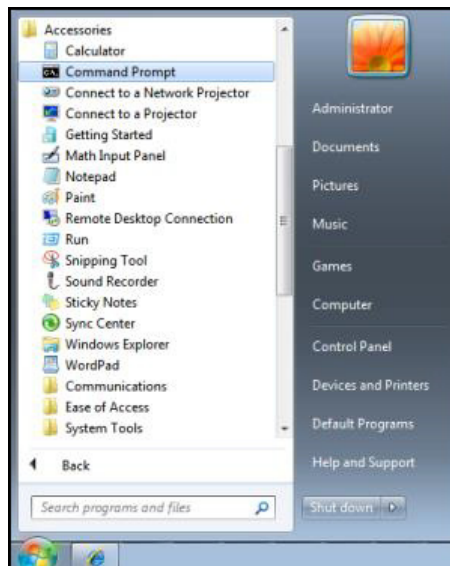 Accessories
Calculator
Command Prompt
Connect to a Network Projector
Connect to a Projector
Getting Started
Math Input Panel
Notepad
Paint
Remote Desktop Connection
Run
Snipping Tool
Sound Recorder
Sticky Notes
Sync Center
Windows Explorer
WordPad
Communications
Ease of Access
System Tools
Back
Search programs and files
Administrator
Documents
Pictures
Music
Games
Computer
Control Panel
Devices and Printers
Default Programs
Help and Support
Shut down